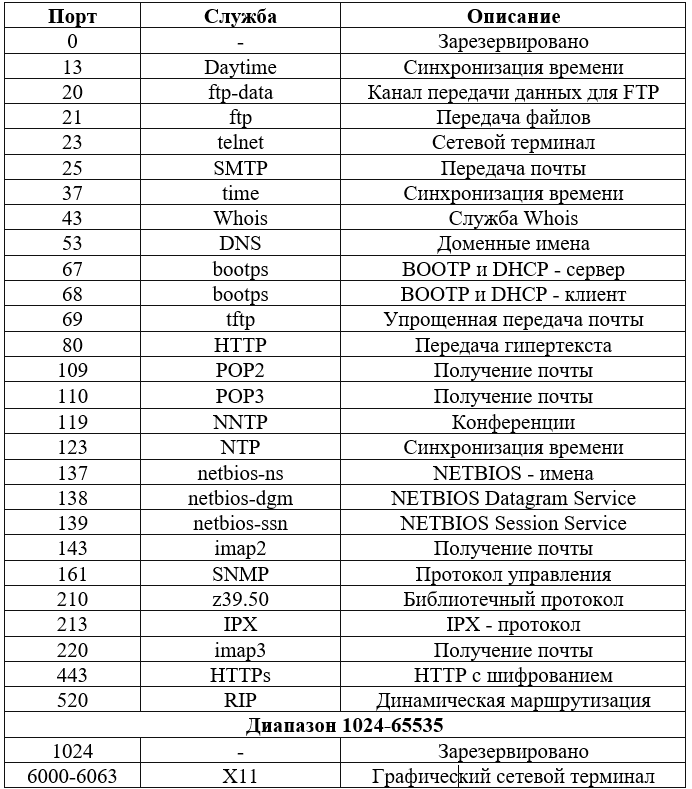 Порт Служба Описание
0 - Зарезервировано
13 Daytime Синхронизация времени
20 ftp-data Канал передачи данных для FTP
21 ftp Передача файлов
23 telnet Сетевой терминал
25 SMTP Передача почты
37 time Синхронизация времени
43 Whois Служба Whois
53 DNS Доменные имена
67 bootps BOOTP и DHCP - сервер
68 bootps BOOTP и DHCP - клиент
69 tftp Упрощенная передача почты
80 HTTP Передача гипертекста
109 POP2 Получение почты
110 POP3 Получение почты
119 NNTP Конференции
123 NTP Синхронизация времени
137 netbios-ns NETBIOS - имена
138 netbios-dgm NETBIOS Datagram Service
139 netbios-ssn NETBIOS Session Service
143 imap2 Получение почты
161 SNMP Протокол управления
210 z39.50 Библиотечный протокол
213 IPX IPX - протокол
220 imap3 Получение почты
443 HTTPs HTTP с шифрованием
520 RIP Динамическая маршрутизация
Диапазон 1024-65535
1024 - Зарезервировано
6000-6063 X11 Графический сетевой терминал